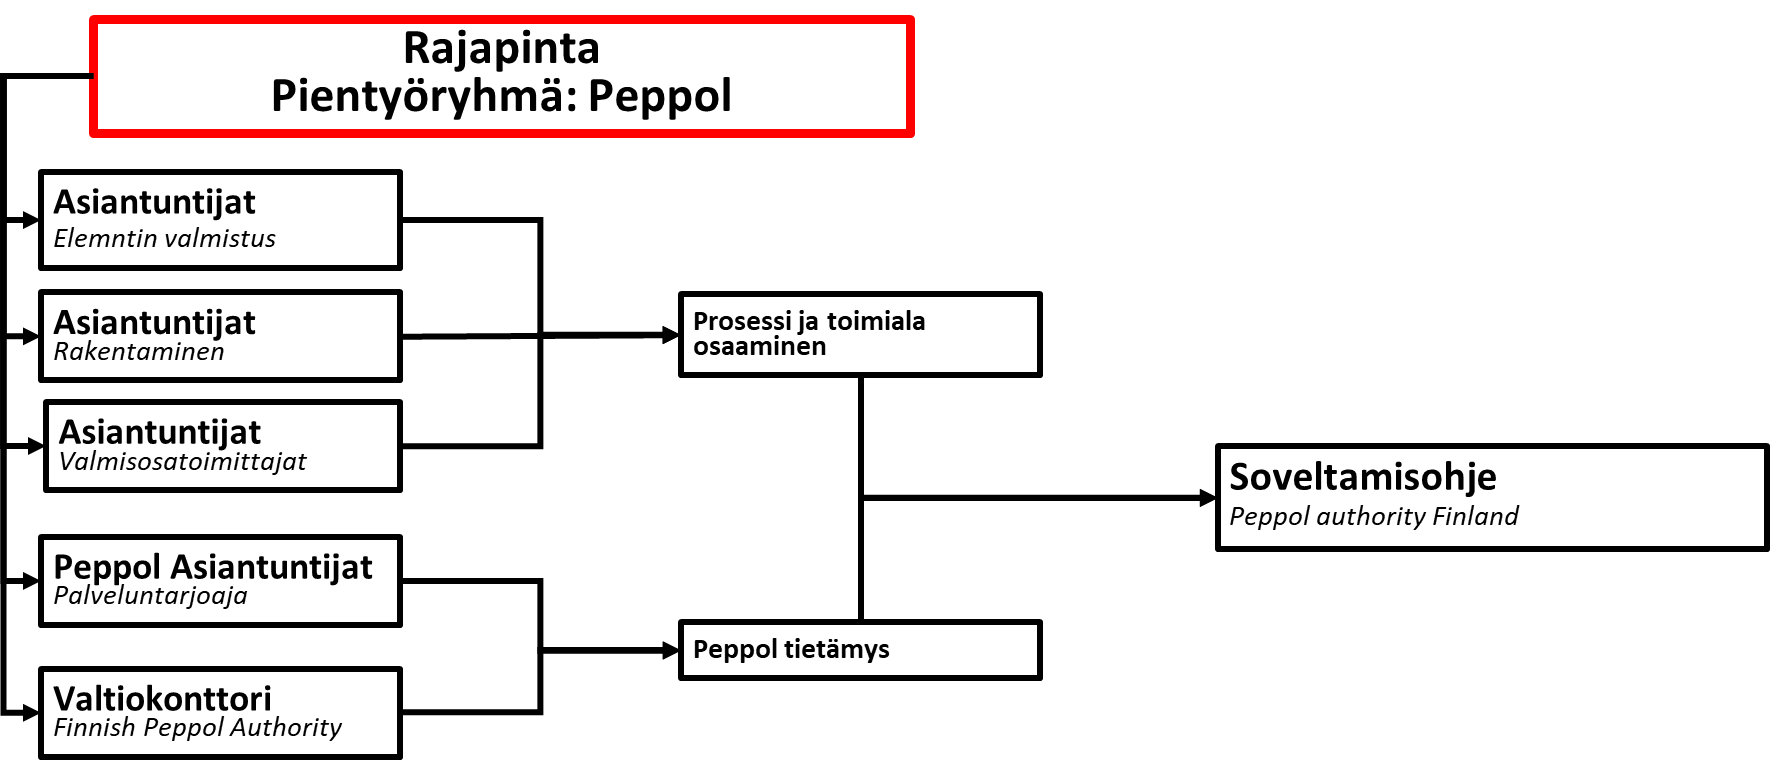 Rajapinta
Pientyöryhmä: Peppol
Asiantuntijat
Elemntin valmistus
Asiantuntijat
Rakentaminen
Asiantuntijat
Valmisosatoimittajat
Peppol Asiantuntijat
Palveluntarjoaja
Valtiokonttori
Finnish Peppol Authority
Prosessi ja toimiala
osaaminen
Peppol tietämys
Soveltamisohje
Peppol authority Finland